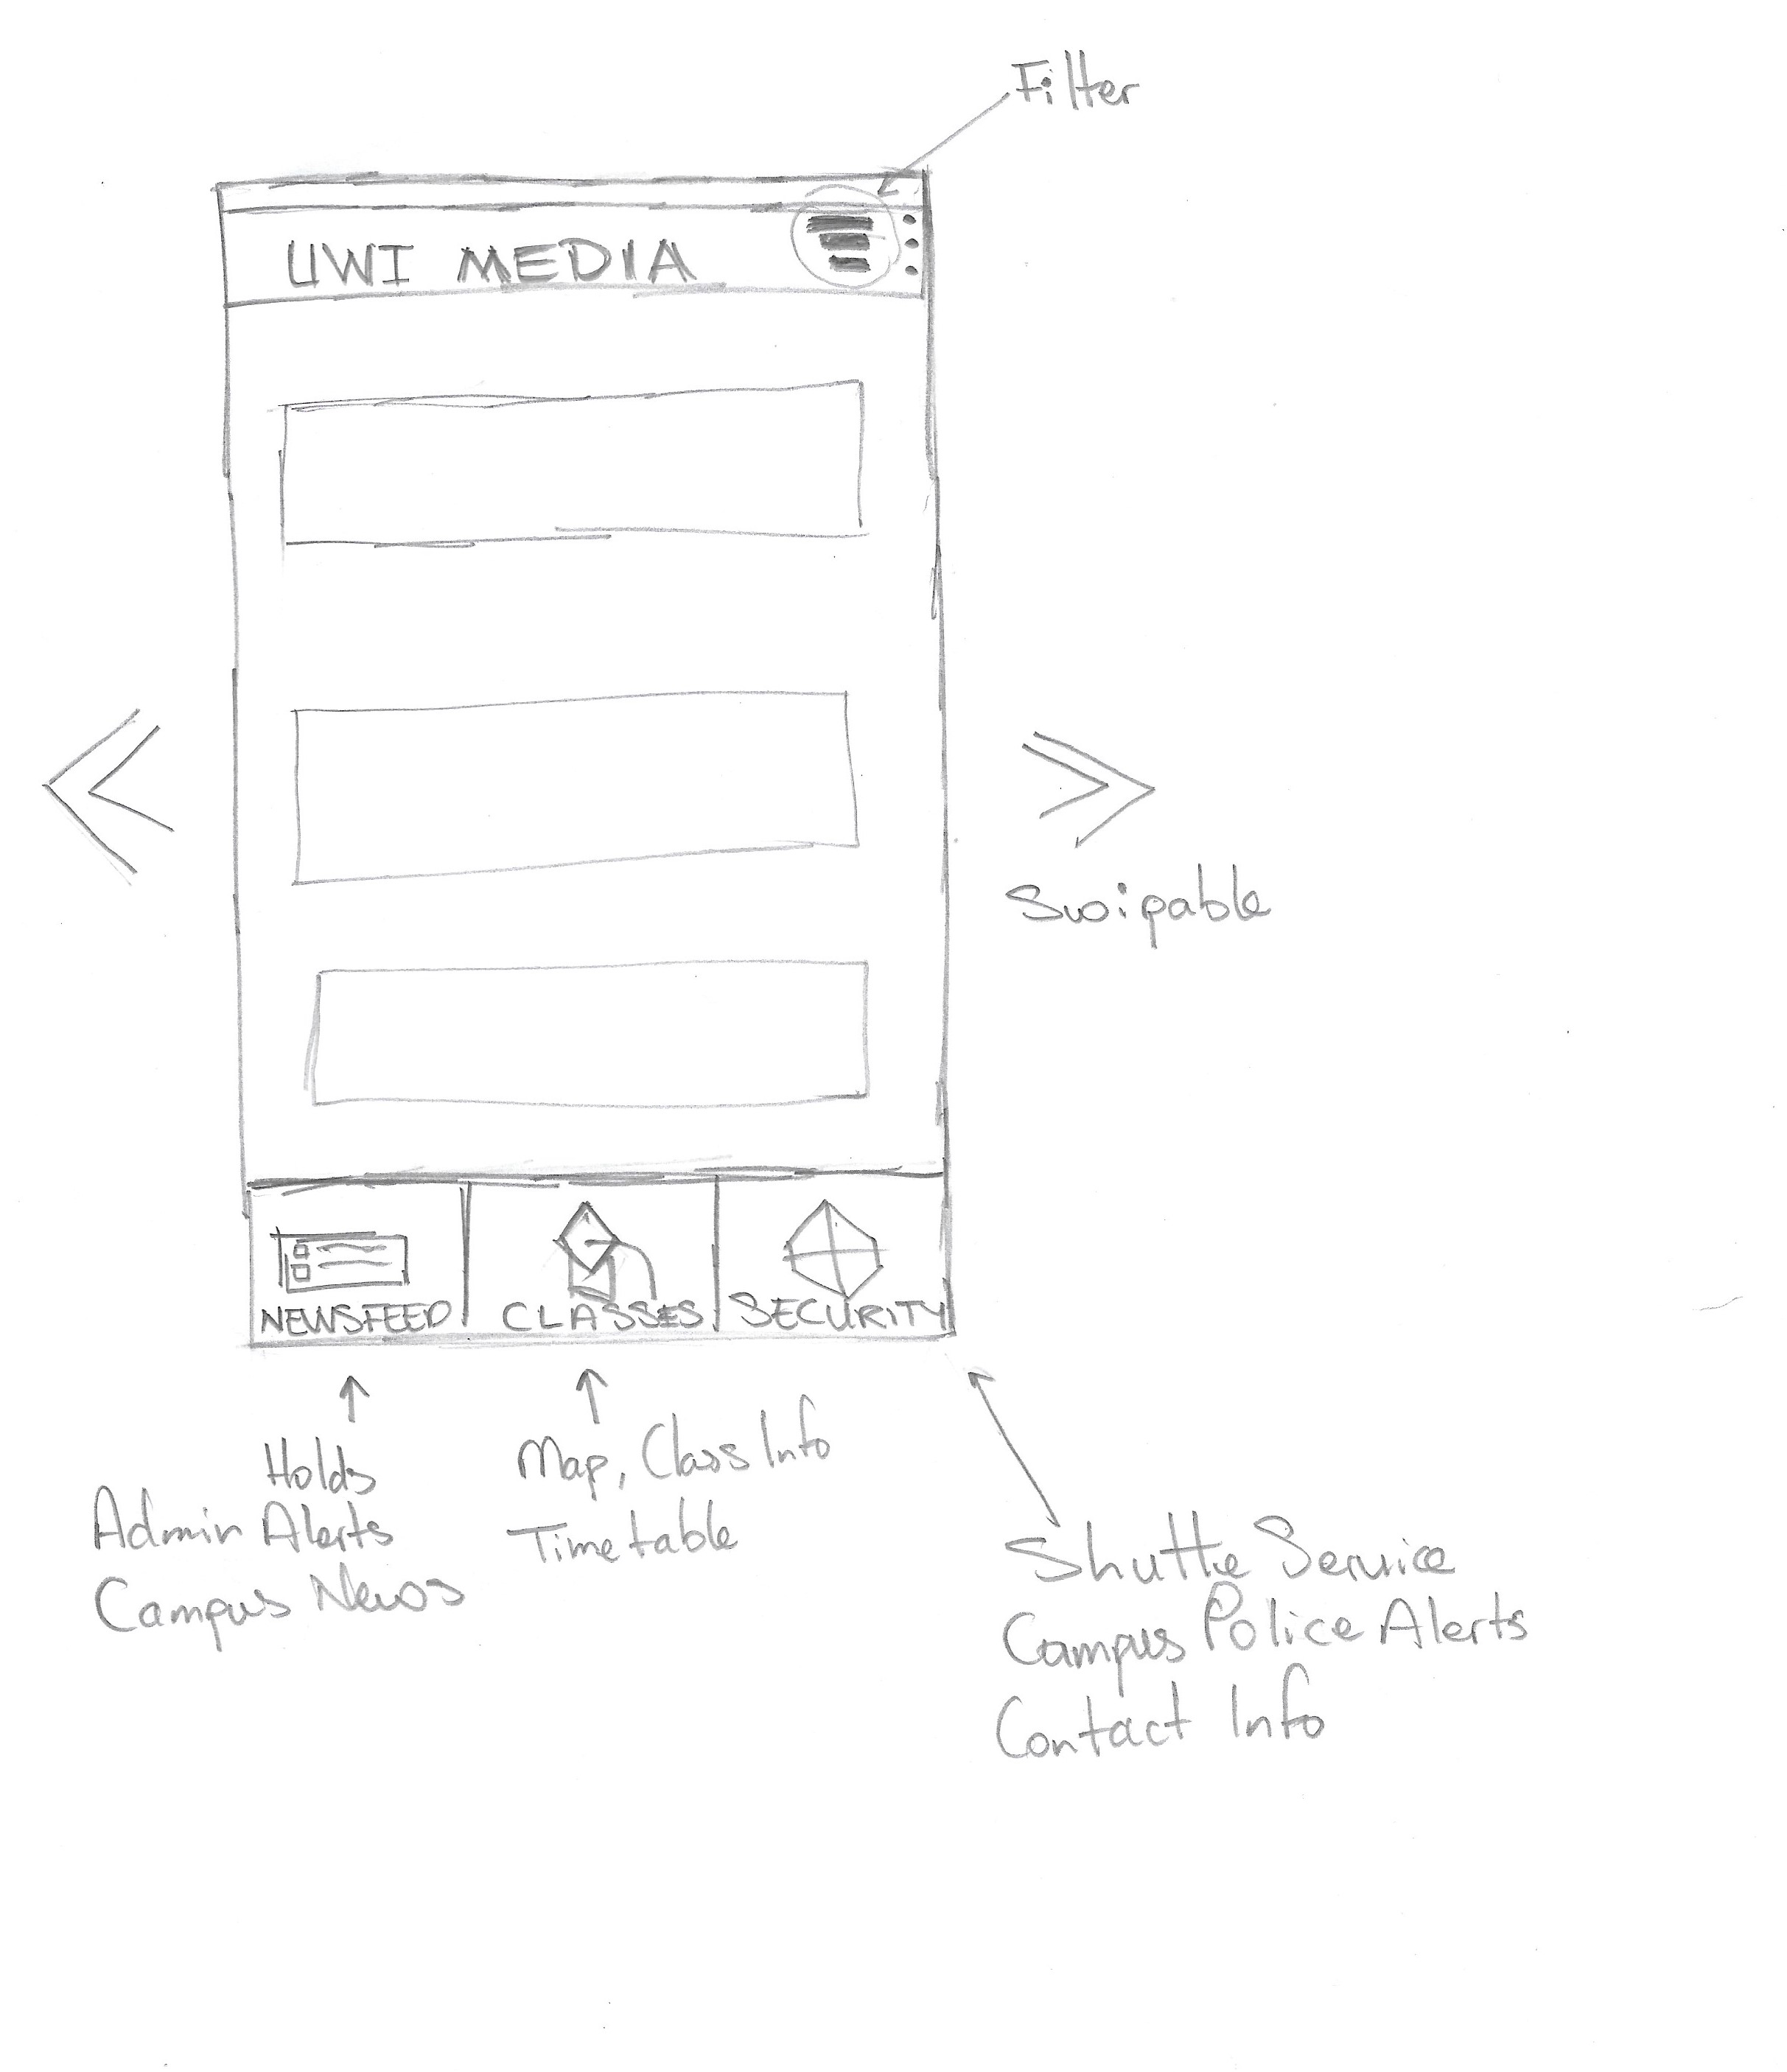 Filter
UWI MEDIA
Swipable
NEWSFEED
CLASSES
SECURITY
Holds
Admin Alerts
Campus News
Map, Class Info
Timetable
Shuttle Service
Campus Police Alerts
Contact Info